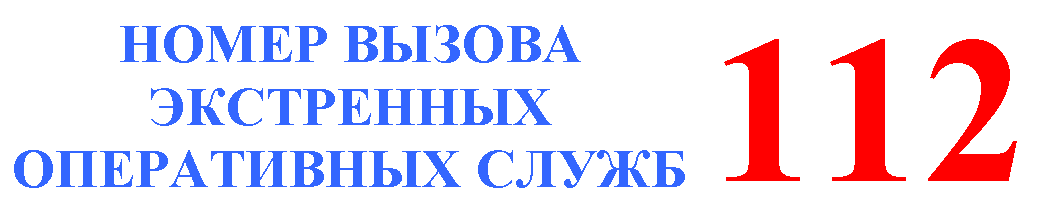 НОМЕР ВЫЗОВА
ЭКСТРЕННЫХ
ОПЕРАТИВНЫХ СЛУЖБ
112